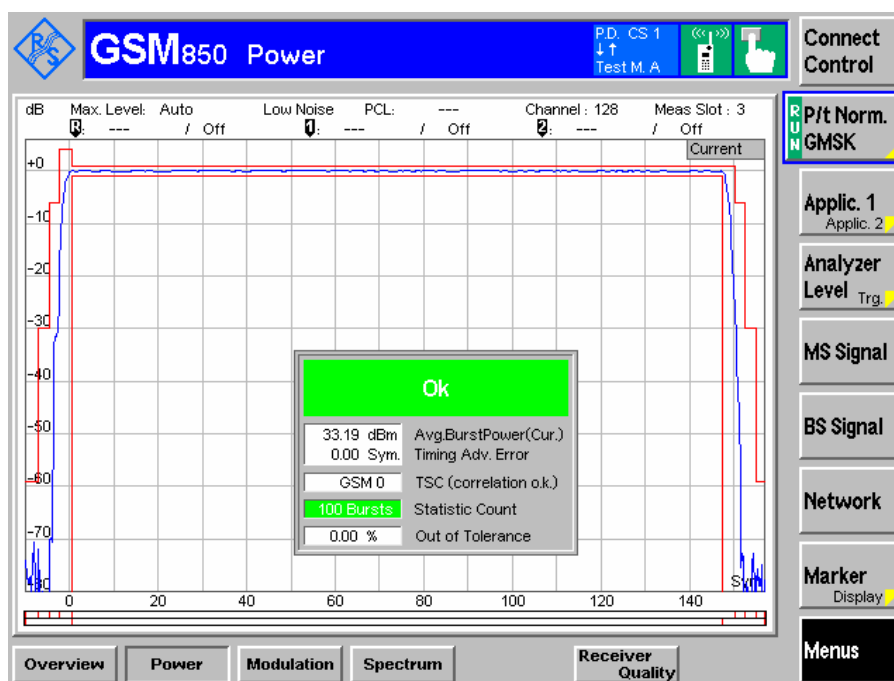 R S
GSM850 Power
P.D. CS 1
Test M. A
Connect Control
dB Max. Level: Auto Low Noise PCL: --- Channel : 128 Meas Slot : 3
R: --- / Off 1: --- / Off 2: --- / Off
Current
RUN
P/t Norm. GMSK
Applic. 1
Applic. 2
Analyzer Level Trg.
MS Signal
BS Signal
Network
Marker
Display
Menus
+0
-10
-20
-30
-40
-50
-60
-70
-80
Ok
33.19 dBm Avg.BurstPower(Cur.)
0.00 Sym. Timing Adv. Error
GSM 0 TSC (correlation o.k.)
100 Bursts Statistic Count
0.00 % Out of Tolerance
0 20 40 60 80 100 120 140
Overview Power Modulation Spectrum Receiver Quality